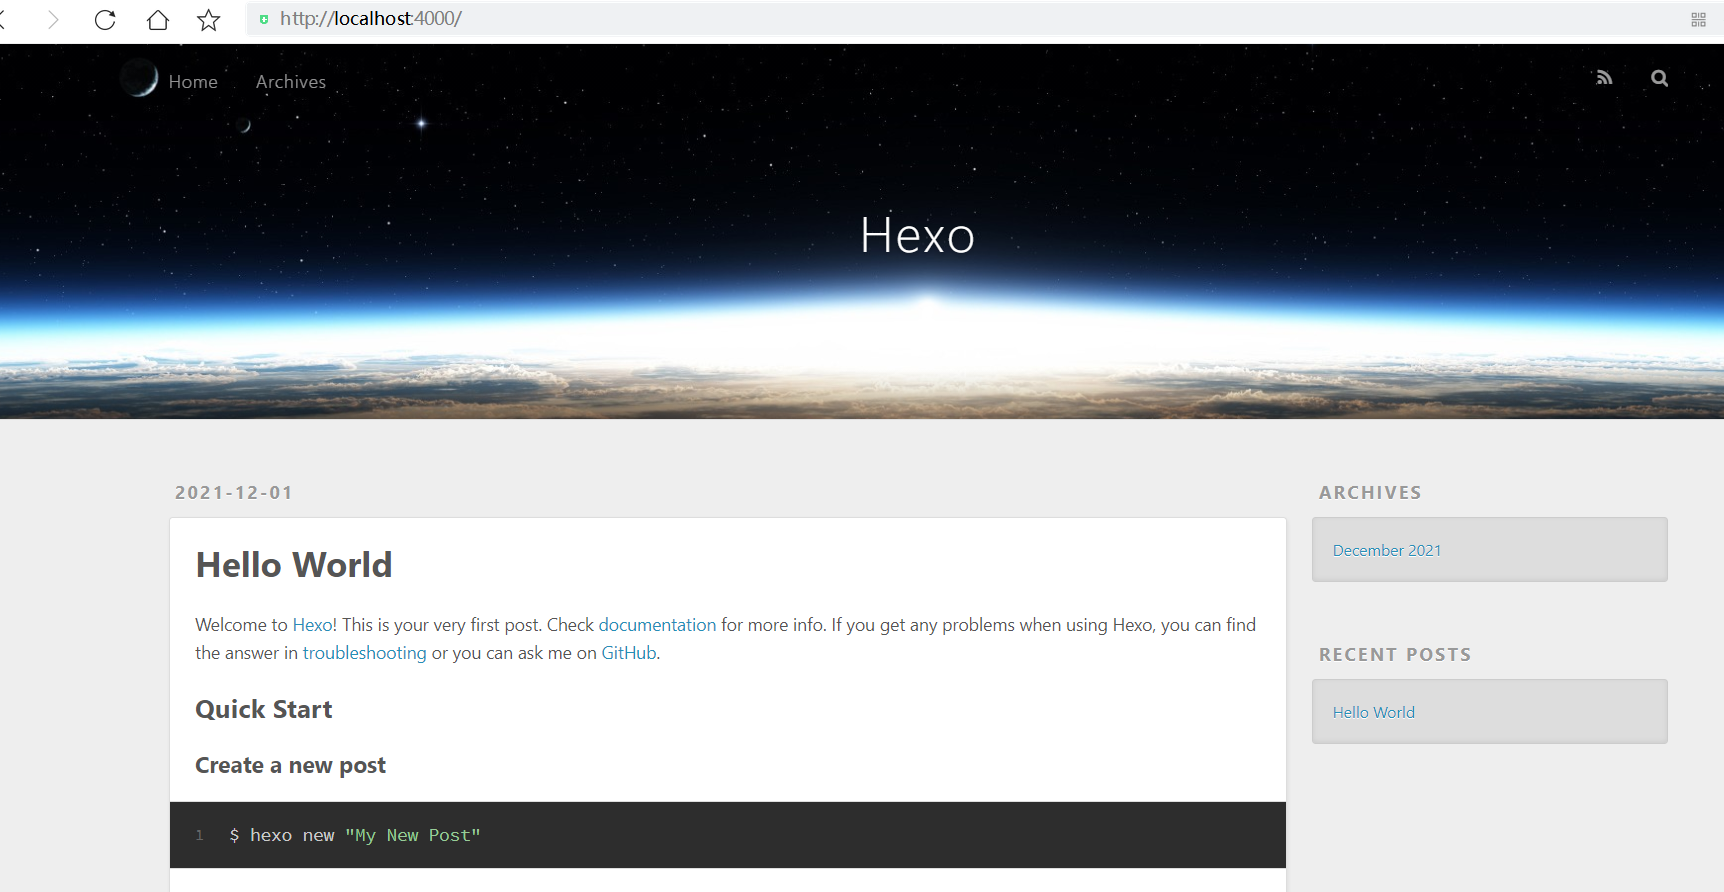 http://localhost:4000/
Home Archives
Hexo
2021-12-01
Hello World
Welcome to Hexo! This is your very first post. Check documentation for more info. If you get any problems when using Hexo, you can find
the answer in troubleshooting or you can ask me on GitHub.
Quick Start
Create a new post
1 $ hexo new "My New Post"
ARCHIVES
December 2021
RECENT POSTS
Hello World